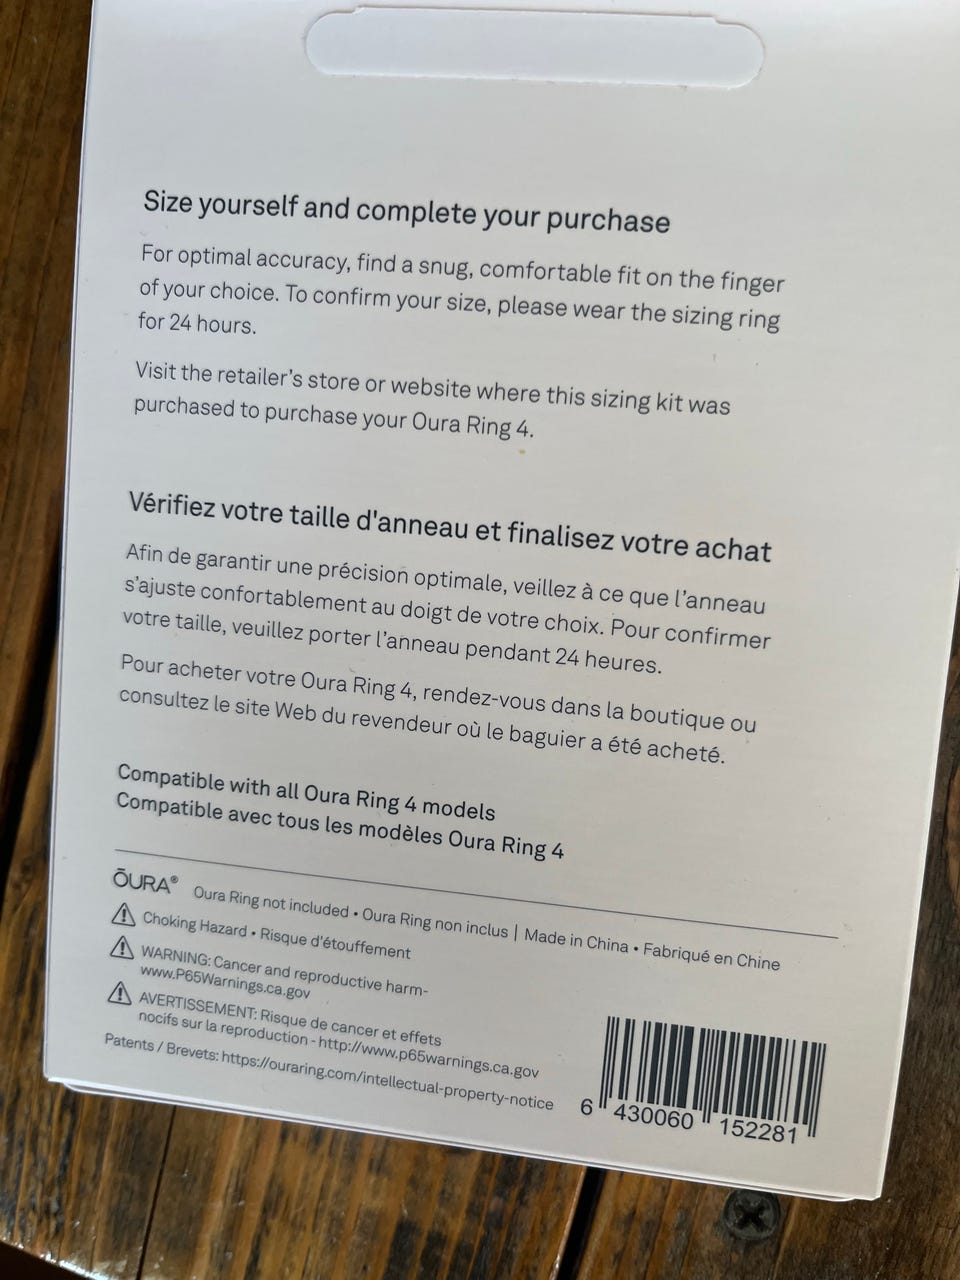 Size yourself and complete your purchase
For optimal accuracy, find a snug, comfortable fit on the finger
of your choice. To confirm your size, please wear the sizing ring
for 24 hours.
Visit the retailer's store or website where this sizing kit was
purchased to purchase your Oura Ring 4.
Vérifiez votre taille d'anneau et finalisez votre achat
Afin de garantir une précision optimale, veillez à ce que l'anneau
s'ajuste confortablement au doigt de votre choix. Pour confirmer
votre taille, veuillez porter l'anneau pendant 24 heures.
Pour acheter votre Oura Ring 4, rendez-vous dans la boutique ou
consultez le site Web du revendeur où le baguier a été acheté.
Compatible with all Oura Ring 4 models
Compatible avec tous les modèles Oura Ring 4
ŌURA® Oura Ring not included • Oura Ring non inclus | Made in China • Fabriqué en Chine
Choking Hazard • Risque d'étouffement
WARNING: Cancer and reproductive harm-
www.P65Warnings.ca.gov
AVERTISSEMENT: Risque de cancer et effets
nocifs sur la reproduction - http://www.p65warnings.ca.gov
Patents / Brevets: https://ouraring.com/intellectual-property-notice
6 430060 152281